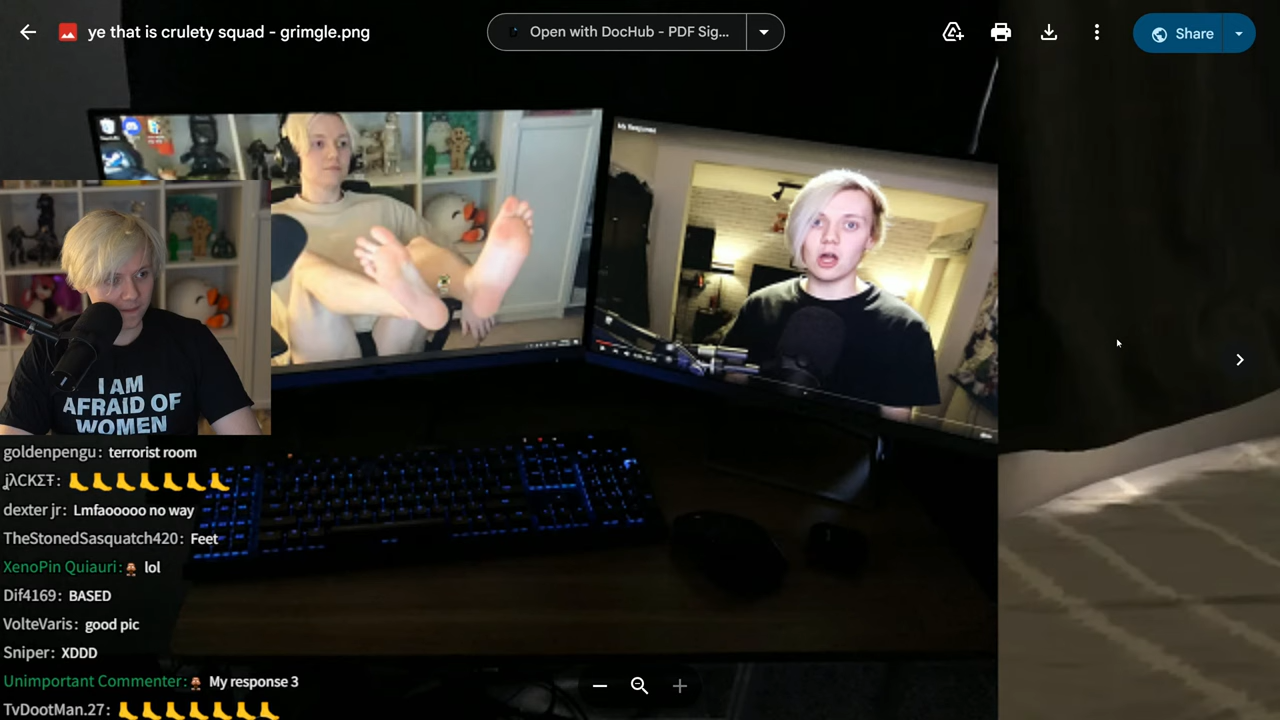 ye that is crulety squad - grimgle.png
Open with DocHub - PDF Sig...
Share
I AM
AFRAID OF
WOMEN
goldenpengu: terrorist room
dexter jr: Lmfaooooo no way
TheStonedSasquatch420: Feet
XenoPin Quiauri: lol
Dif4169: BASED
VolteVaris: good pic
Sniper: XDDD
Unimportant Commenter: My response 3
TvDootMan.27: